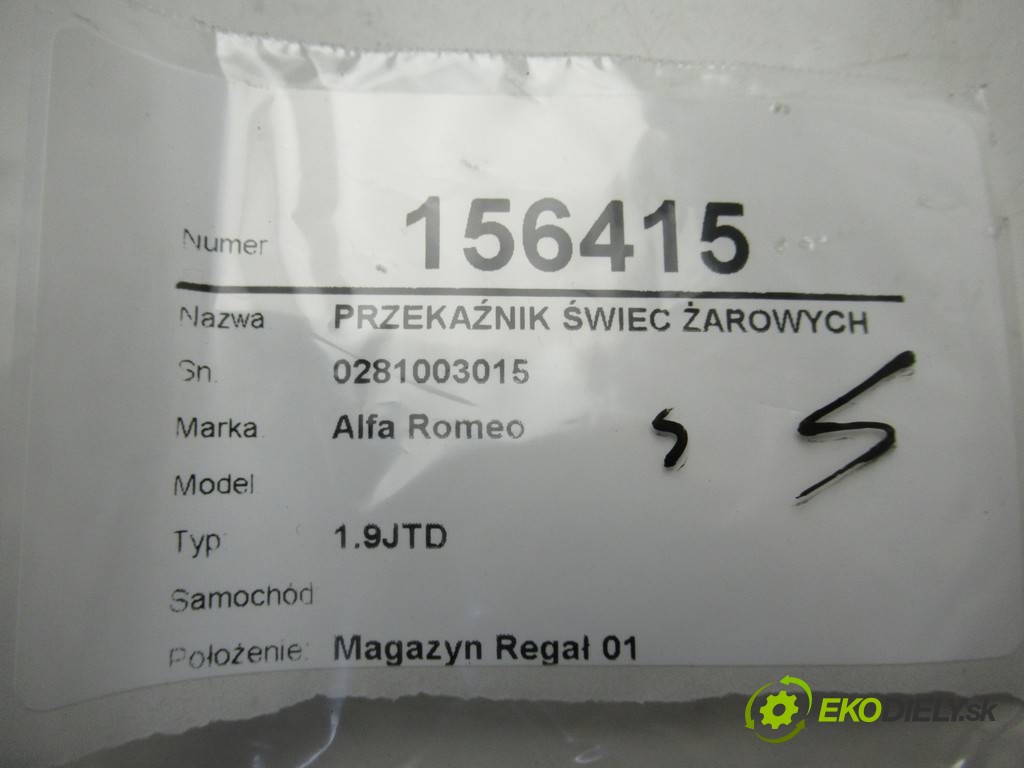 Numer 156415
Nazwa PRZEKAŹNIK ŚWIEC ŻAROWYCH
Sn. 0281003015
Marka Alfa Romeo
Model
Typ 1.9JTD
Samochód
Położenie: Magazyn Regał 01
EKODIELY.sk